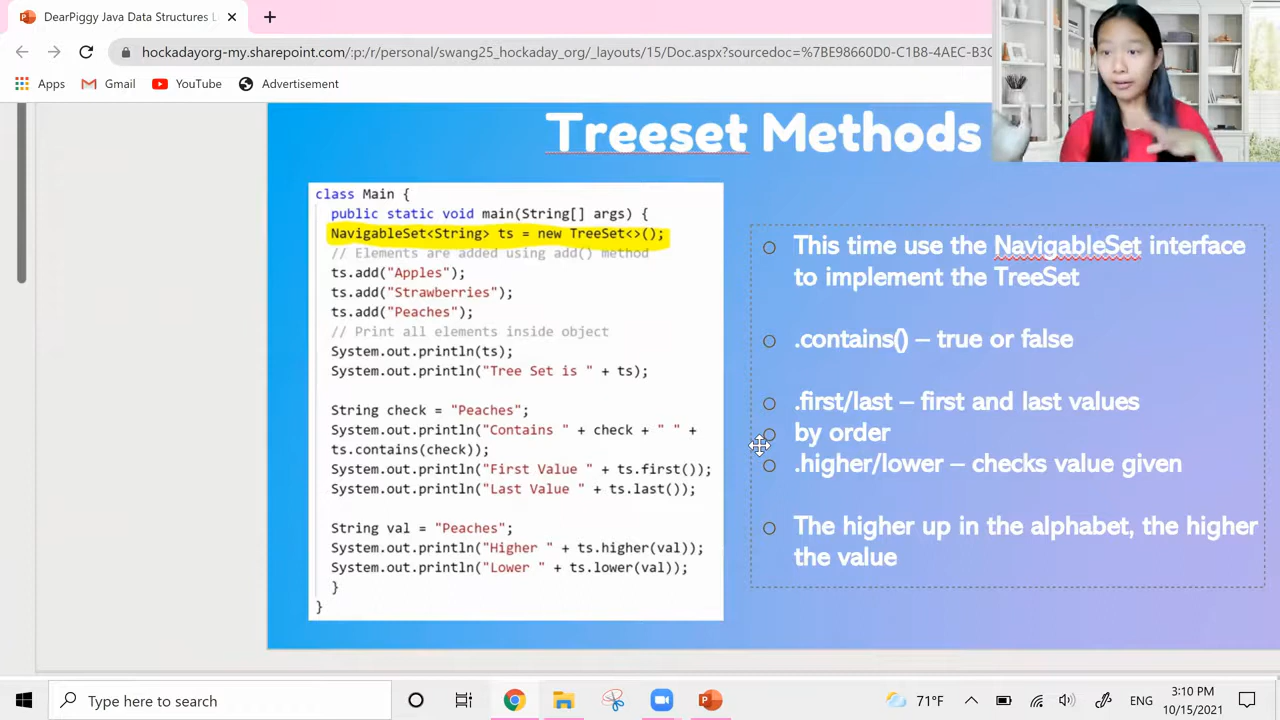 DearPiggy Java Data Structures L
hockadayorg-my.sharepoint.com/:p:/r/personal/swang25_hockaday_org/_layouts/15/Doc.aspx?sourcedoc=%7BE98660D0-C1B8-4AEC-B3C
Apps Gmail YouTube Advertisement
Treeset Methods
class Main {
public static void main(String[] args) {
NavigableSet<String> ts = new TreeSet<>();
// Elements are added using add() method
ts.add("Apples");
ts.add("Strawberries");
ts.add("Peaches");
// Print all elements inside object
System.out.println(ts);
System.out.println("Tree Set is " + ts);
String check = "Peaches";
System.out.println("Contains " + check + " " +
ts.contains(check));
System.out.println("First Value " + ts.first());
System.out.println("Last Value " + ts.last());
String val = "Peaches";
System.out.println("Higher " + ts.higher(val));
System.out.println("Lower " + ts.lower(val));
}
}
This time use the NavigableSet interface
to implement the TreeSet
.contains() – true or false
.first/last – first and last values
by order
.higher/lower – checks value given
The higher up in the alphabet, the higher
the value
Type here to search
71°F
ENG
3:10 PM
10/15/2021